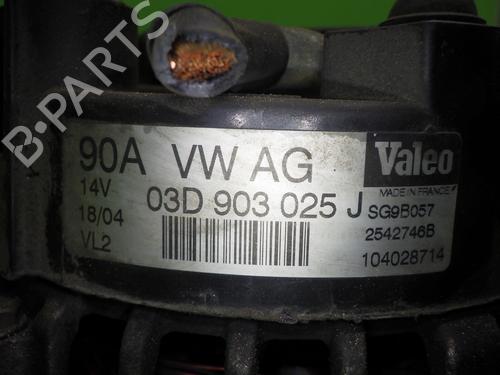 B-PARTS
90A VW AG
14V
18/04
VL2
03D 903 025 J
Valeo
MADE IN FRANCE
SG9B057
2542746B
104028714